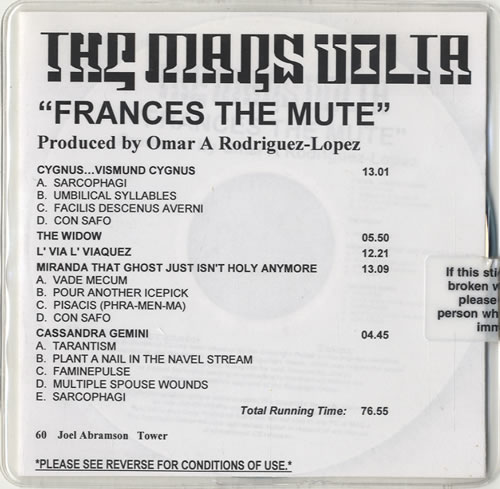 THE MARS VOLTA
"FRANCES THE MUTE"
Produced by Omar A Rodriguez-Lopez
CYGNUS...VISMUND CYGNUS 13.01
A. SARCOPHAGI
B. UMBILICAL SYLLABLES
C. FACILIS DESCENUS AVERNI
D. CON SAFO
THE WIDOW 05.50
L' VIA L' VIAQUEZ 12.21
MIRANDA THAT GHOST JUST ISN'T HOLY ANYMORE 13.09
A. VADE MECUM
B. POUR ANOTHER ICEPICK
C. PISACIS (PHRA-MEN-MA)
D. CON SAFO
CASSANDRA GEMINI 04.45
A. TARANTISM
B. PLANT A NAIL IN THE NAVEL STREAM
C. FAMINEPULSE
D. MULTIPLE SPOUSE WOUNDS
E. SARCOPHAGI
Total Running Time: 76.55
60 Joel Abramson Tower
*PLEASE SEE REVERSE FOR CONDITIONS OF USE.*
If this sti
broken w
please
person wh
imm